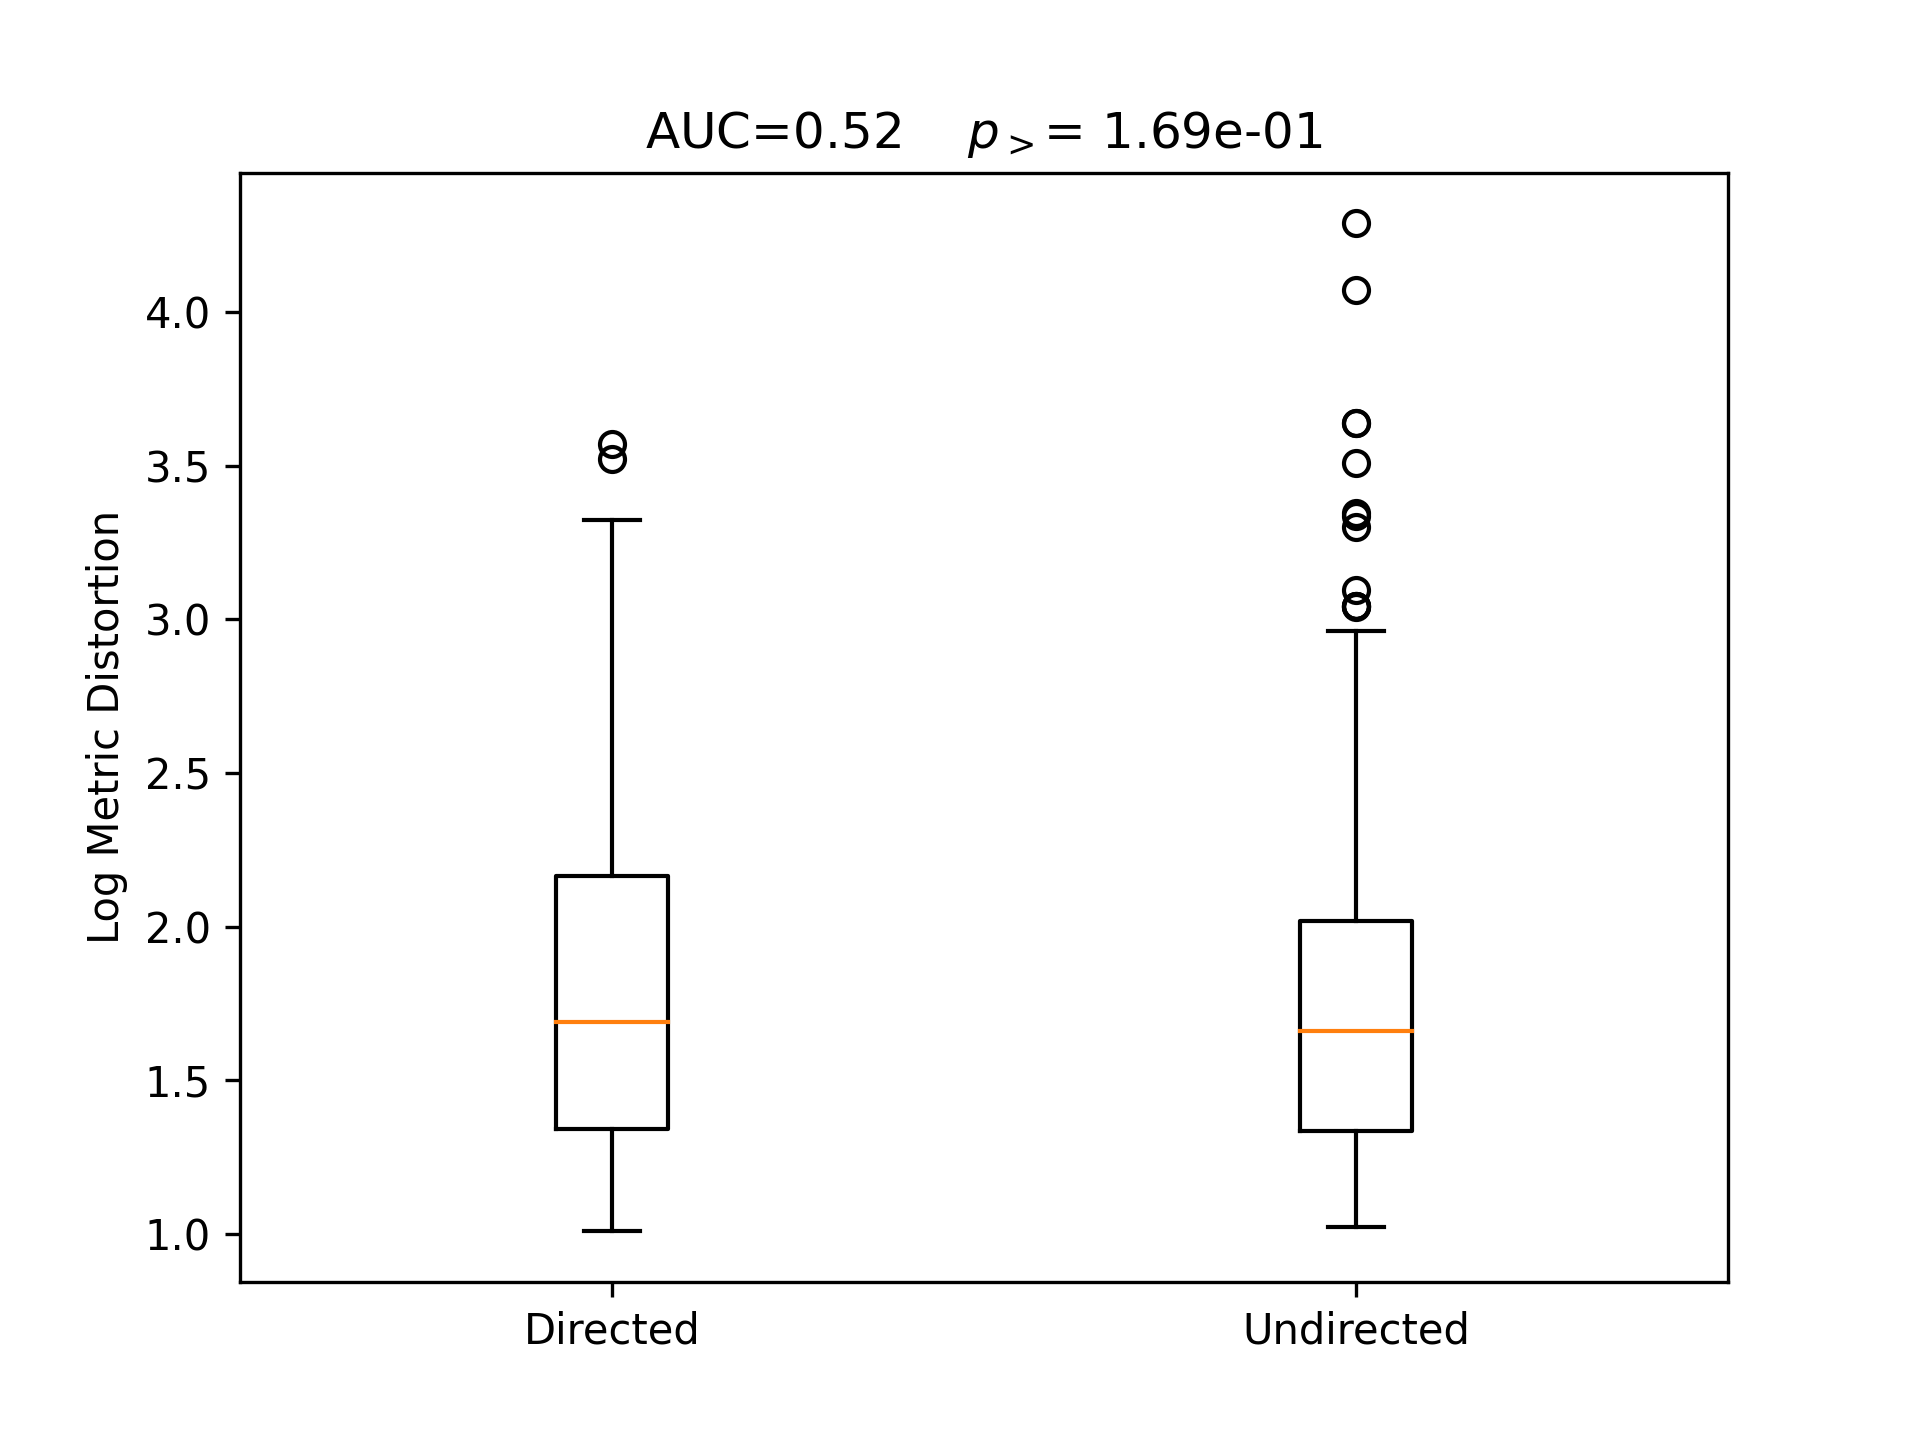 AUC=0.52 p>= 1.69e-01
Log Metric Distortion
4.0
3.5
3.0
2.5
2.0
1.5
1.0
Directed
Undirected